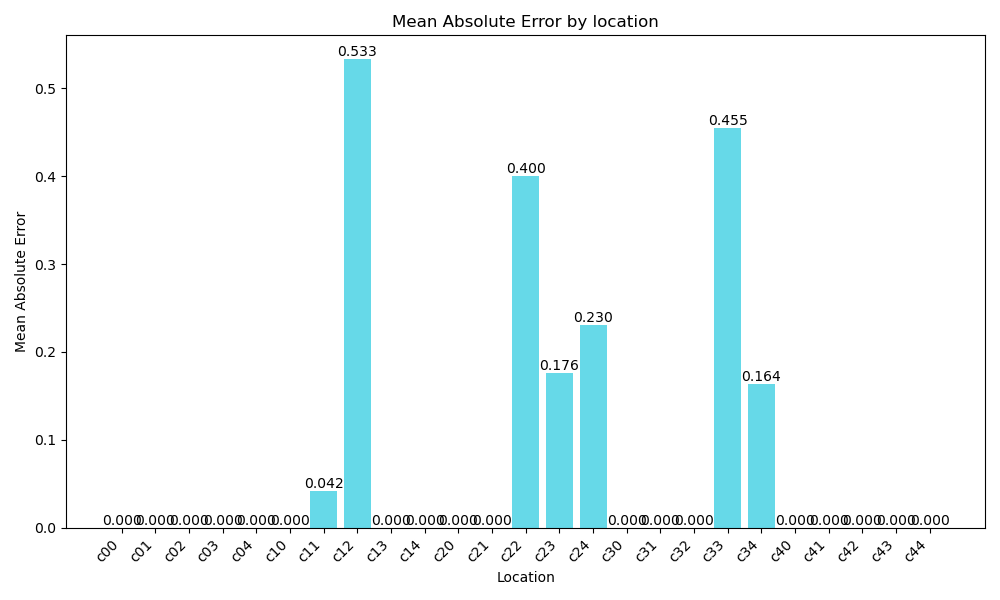 Mean Absolute Error by location
Mean Absolute Error
0.5
0.4
0.3
0.2
0.1
0.0
0.000
0.000
0.000
0.000
0.000
0.000
0.042
0.533
0.000
0.000
0.000
0.000
0.400
0.176
0.230
0.000
0.000
0.000
0.455
0.164
0.000
0.000
0.000
0.000
0.000
c00
c01
c02
c03
c04
c10
c11
c12
c13
c14
c20
c21
c22
c23
c24
c30
c31
c32
c33
c34
c40
c41
c42
c43
c44
Location